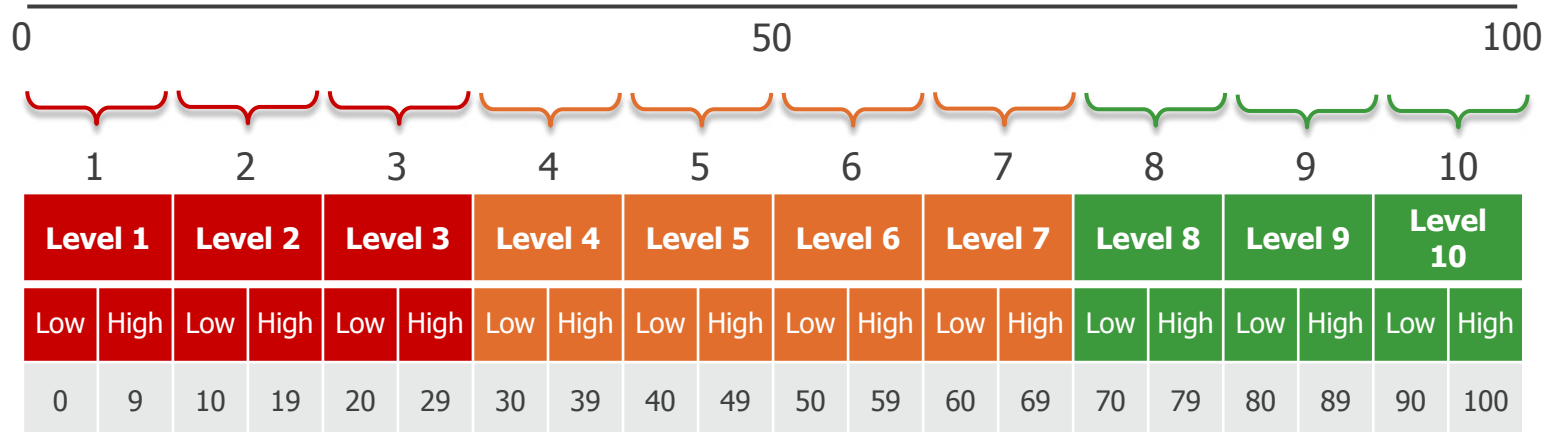 0 50 100
1 2 3 4 5 6 7 8 9 10
Level 1 Level 2 Level 3 Level 4 Level 5 Level 6 Level 7 Level 8 Level 9 Level
10
Low High Low High Low High Low High Low High Low High Low High Low High Low High Low High
0 9 10 19 20 29 30 39 40 49 50 59 60 69 70 79 80 89 90 100